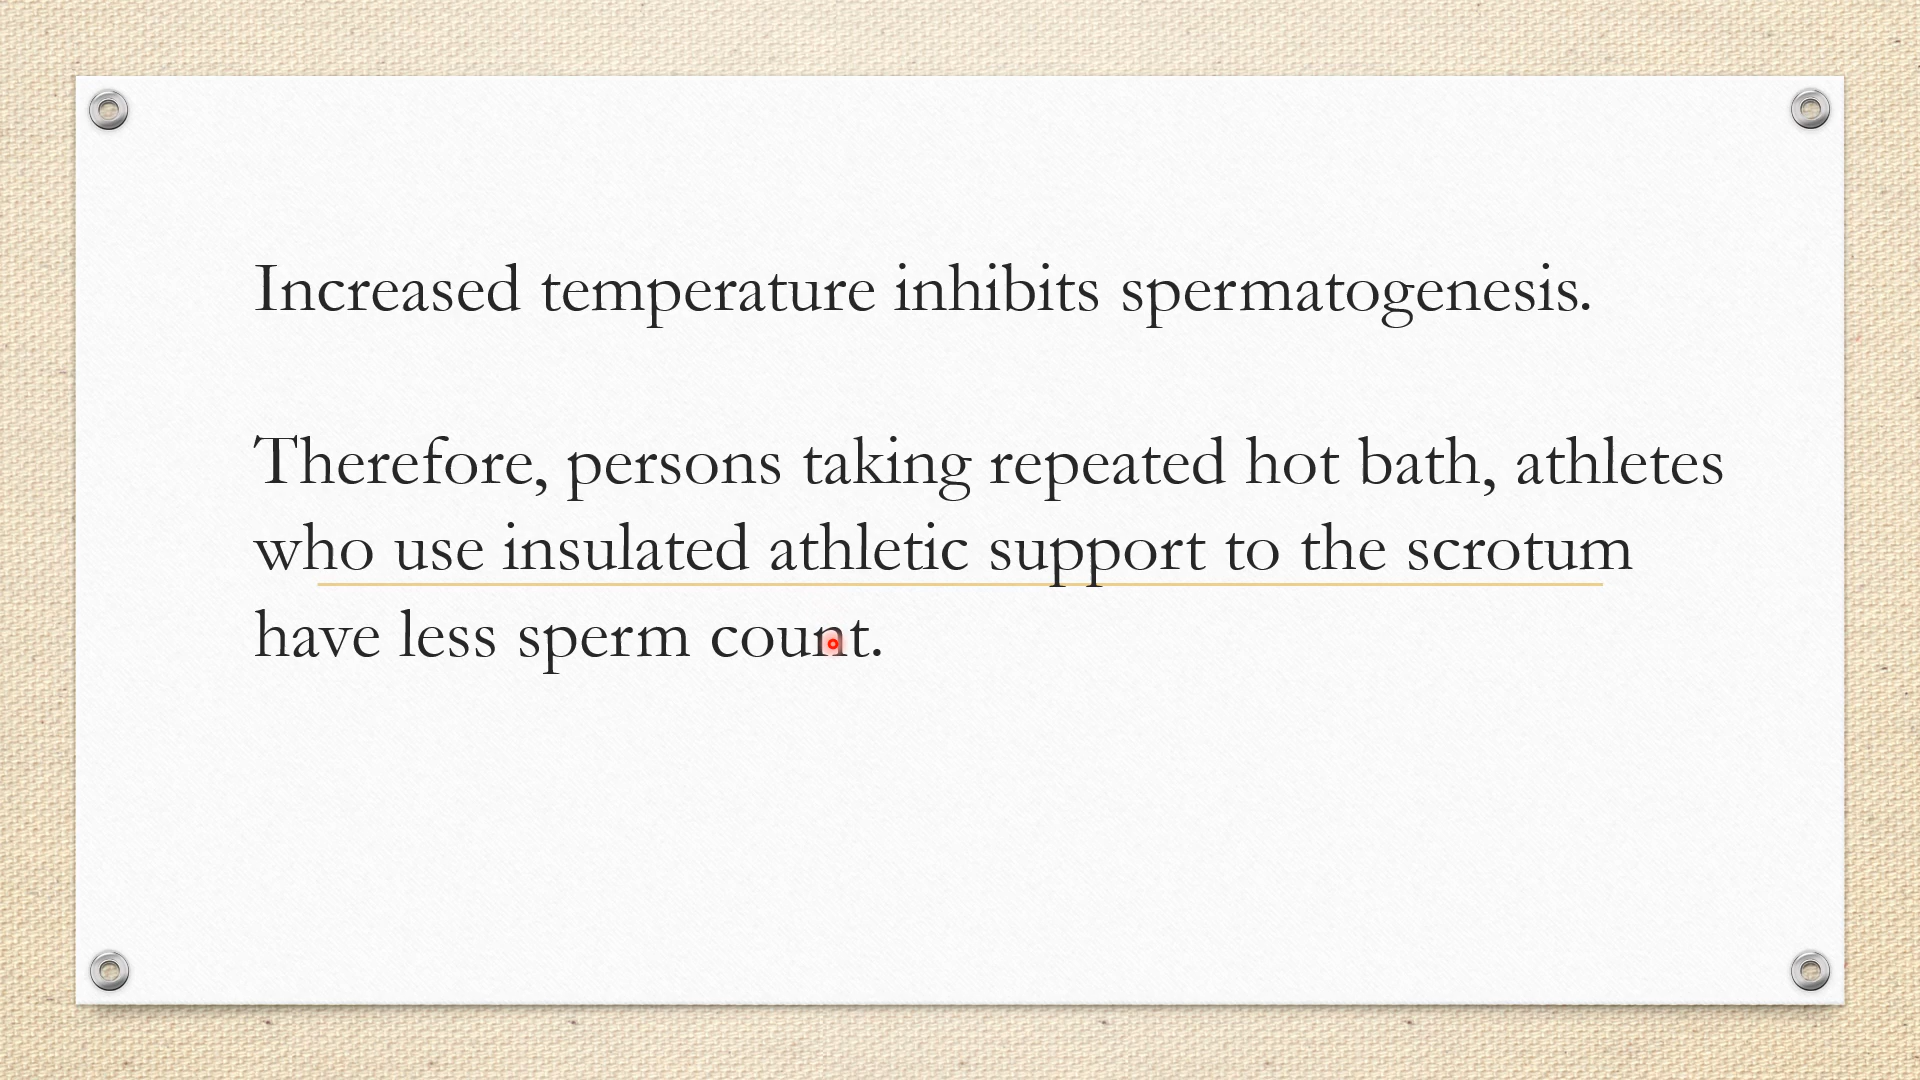 Increased temperature inhibits spermatogenesis.
Therefore, persons taking repeated hot bath, athletes
who use insulated athletic support to the scrotum
have less sperm count.